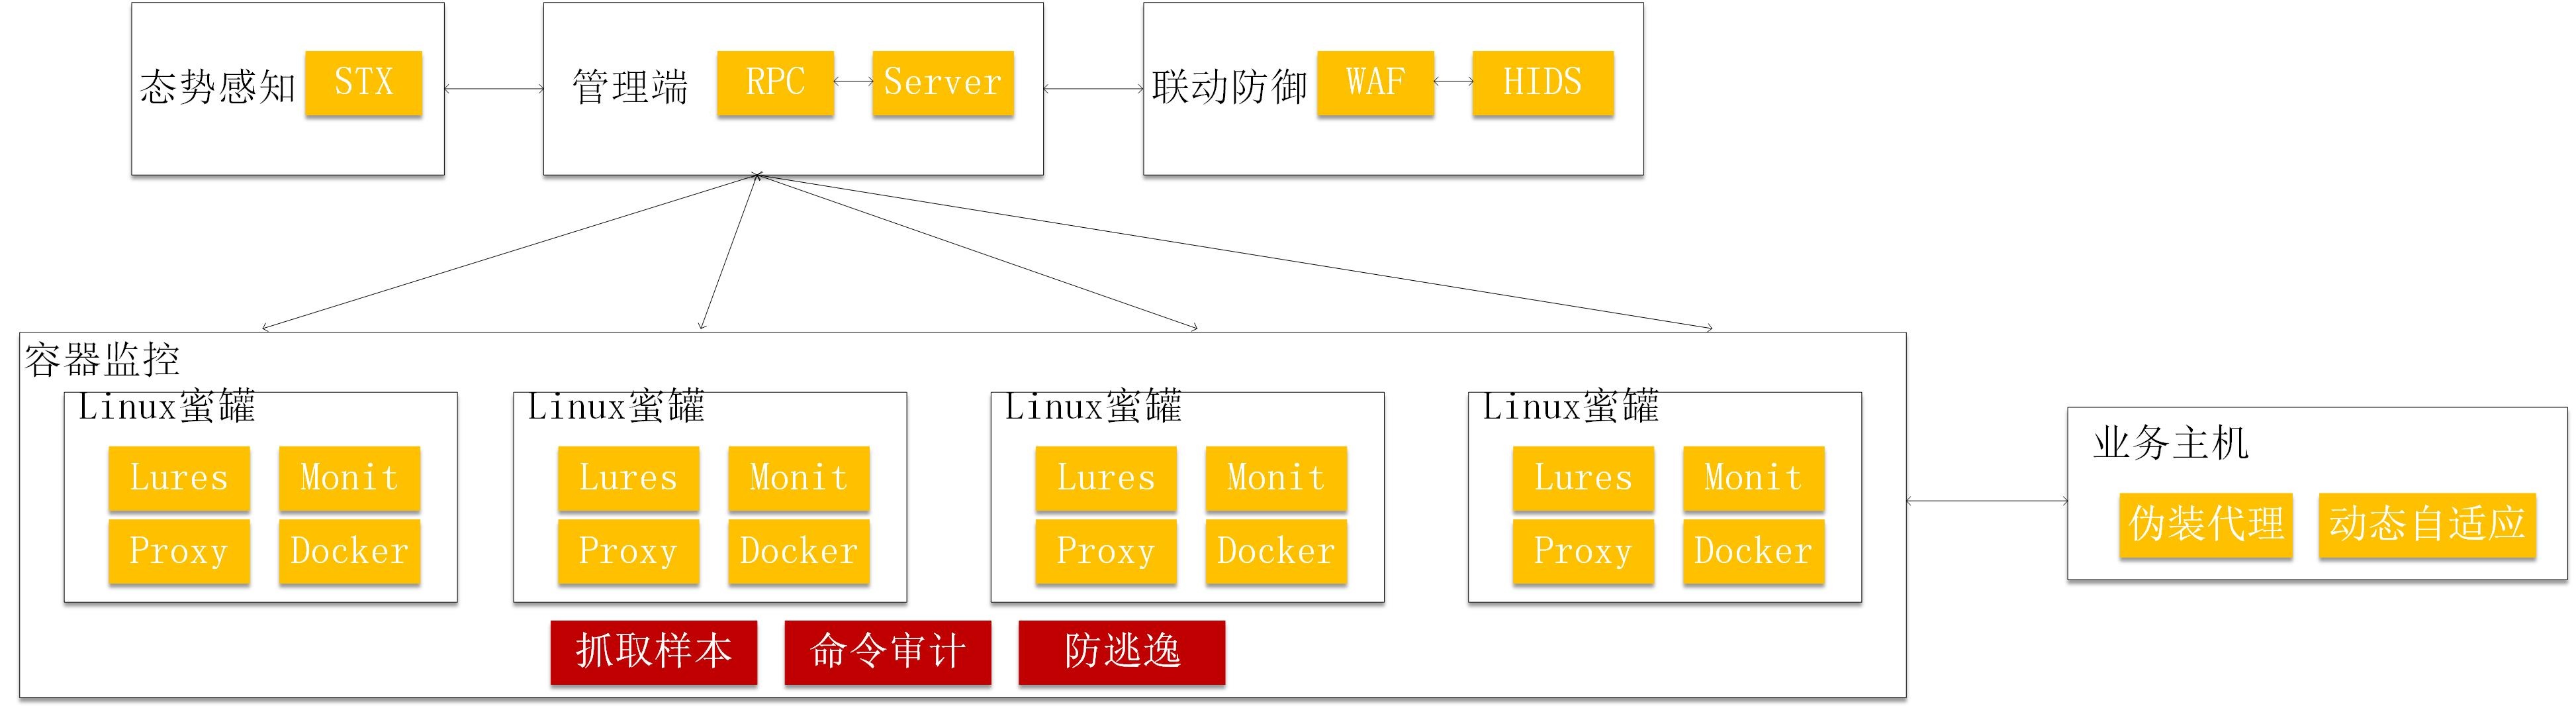 态势感知 STX
管理端 RPC Server
联动防御 WAF HIDS
容器监控
Linux蜜罐
Lures Monit
Proxy Docker
Linux蜜罐
Lures Monit
Proxy Docker
Linux蜜罐
Lures Monit
Proxy Docker
Linux蜜罐
Lures Monit
Proxy Docker
抓取样本 命令审计 防逃逸
业务主机
伪装代理 动态自适应